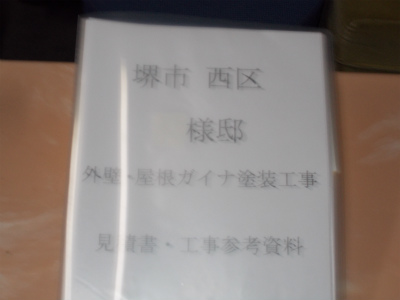 堺市 西区
様邸
外壁・屋根ガイナ塗装工事
見積書・工事参考資料